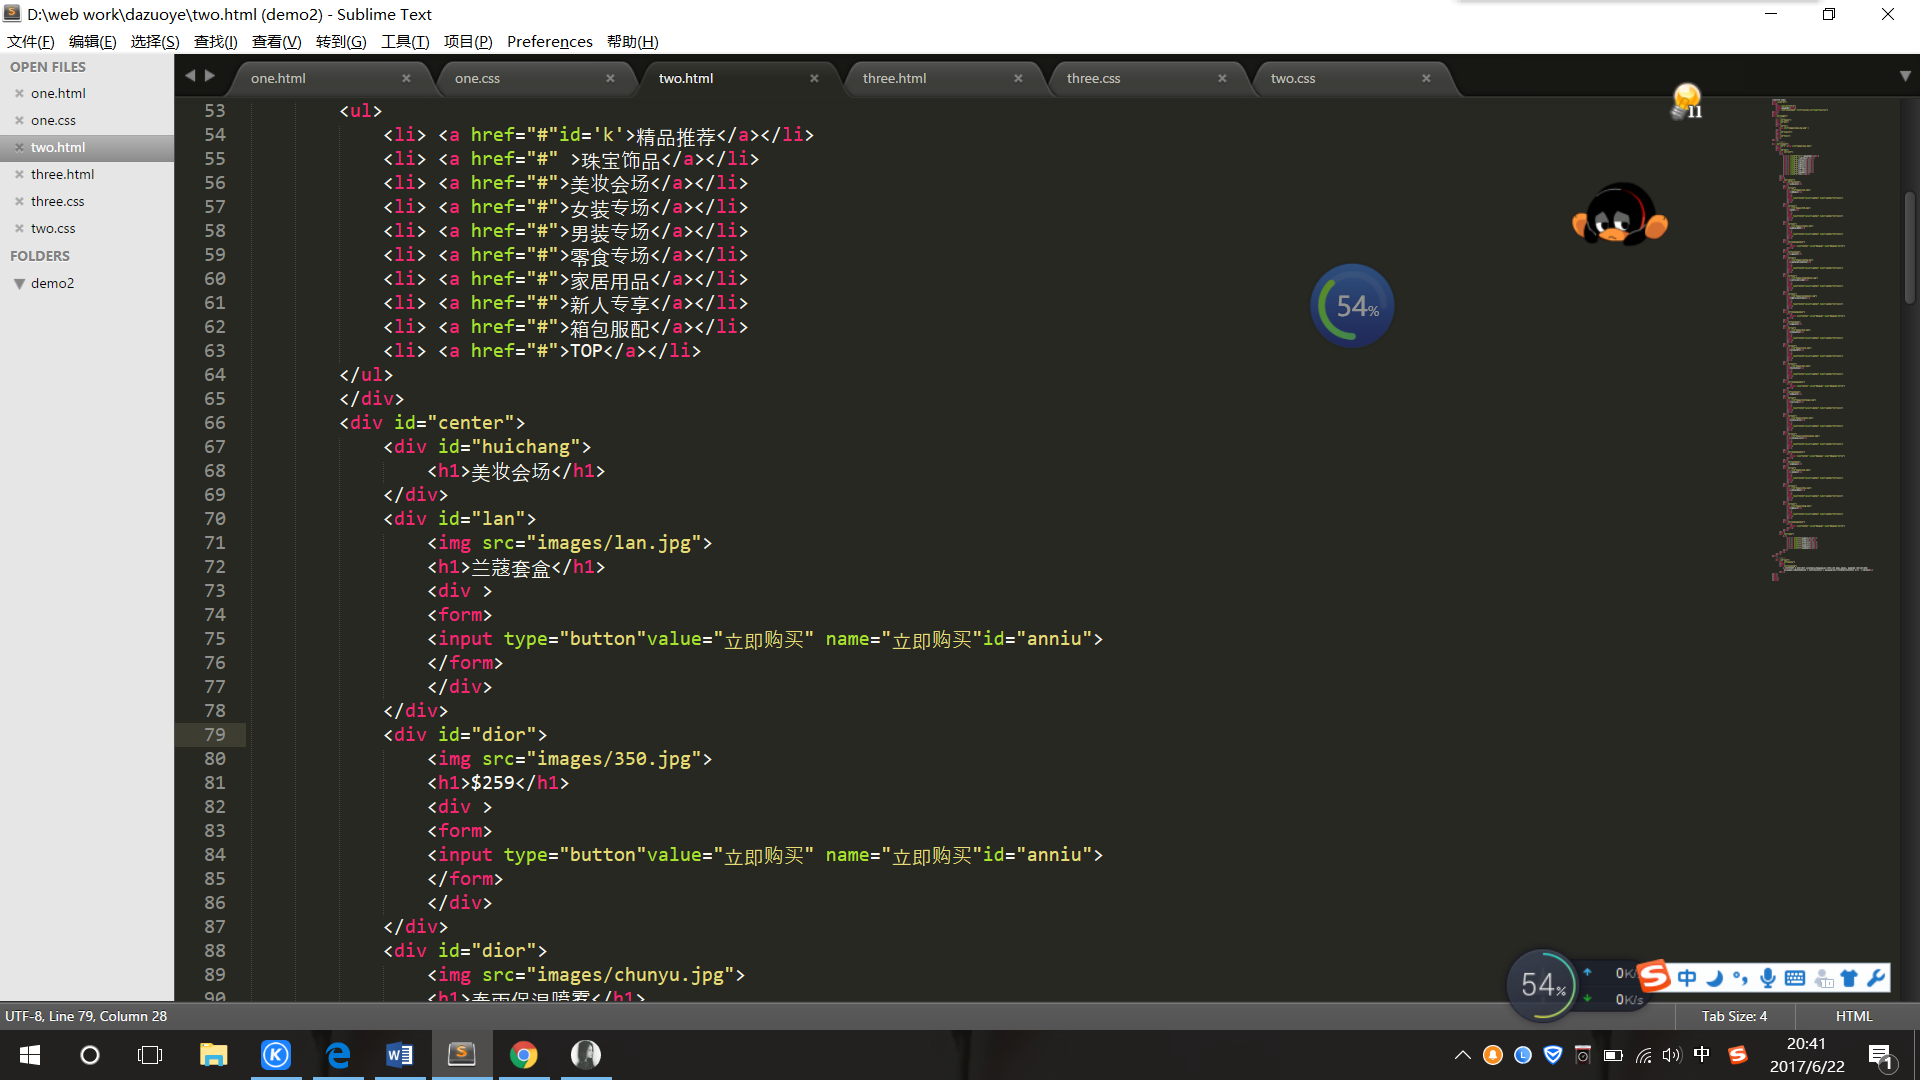 D:\web work\dazuoye\two.html (demo2) - Sublime Text
文件(F) 编辑(E) 选择(S) 查找(I) 查看(V) 转到(G) 工具(T) 项目(P) Preferences 帮助(H)
OPEN FILES
one.html
one.css
two.html
three.html
three.css
two.css
FOLDERS
demo2
one.html one.css two.html three.html three.css two.css
53 <ul>
54 <li> <a href="#"id='k'>精品推荐</a></li>
55 <li> <a href="#" >珠宝饰品</a></li>
56 <li> <a href="#">美妆会场</a></li>
57 <li> <a href="#">女装专场</a></li>
58 <li> <a href="#">男装专场</a></li>
59 <li> <a href="#">零食专场</a></li>
60 <li> <a href="#">家居用品</a></li>
61 <li> <a href="#">新人专享</a></li>
62 <li> <a href="#">箱包服配</a></li>
63 <li> <a href="#">TOP</a></li>
64 </ul>
65 </div>
66 <div id="center">
67 <div id="huichang">
68 <h1>美妆会场</h1>
69 </div>
70 <div id="lan">
71 <img src="images/lan.jpg">
72 <h1>兰蔻套盒</h1>
73 <div >
74 <form>
75 <input type="button"value="立即购买" name="立即购买"id="anniu">
76 </form>
77 </div>
78 </div>
79 <div id="dior">
80 <img src="images/350.jpg">
81 <h1>$259</h1>
82 <div >
83 <form>
84 <input type="button"value="立即购买" name="立即购买"id="anniu">
85 </form>
86 </div>
87 </div>
88 <div id="dior">
89 <img src="images/chunyu.jpg">
90 <h1>春雨保湿喷雾</h1>
11
54%
54%
0K/s
0K/s
中
UTF-8, Line 79, Column 28
Tab Size: 4
HTML
中
20:41
2017/6/22
1